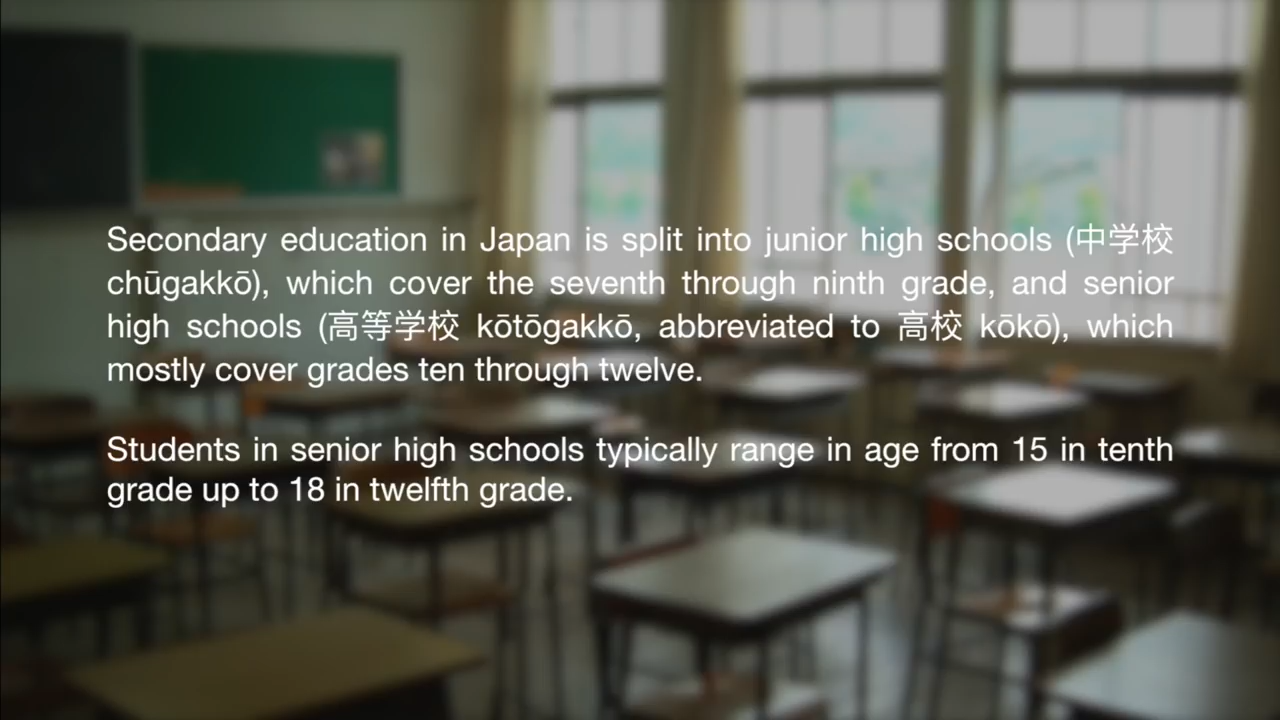 Secondary education in Japan is split into junior high schools (中学校
chūgakkō), which cover the seventh through ninth grade, and senior
high schools (高等学校 kōtōgakkō, abbreviated to 高校 kōkō), which
mostly cover grades ten through twelve.
Students in senior high schools typically range in age from 15 in tenth
grade up to 18 in twelfth grade.